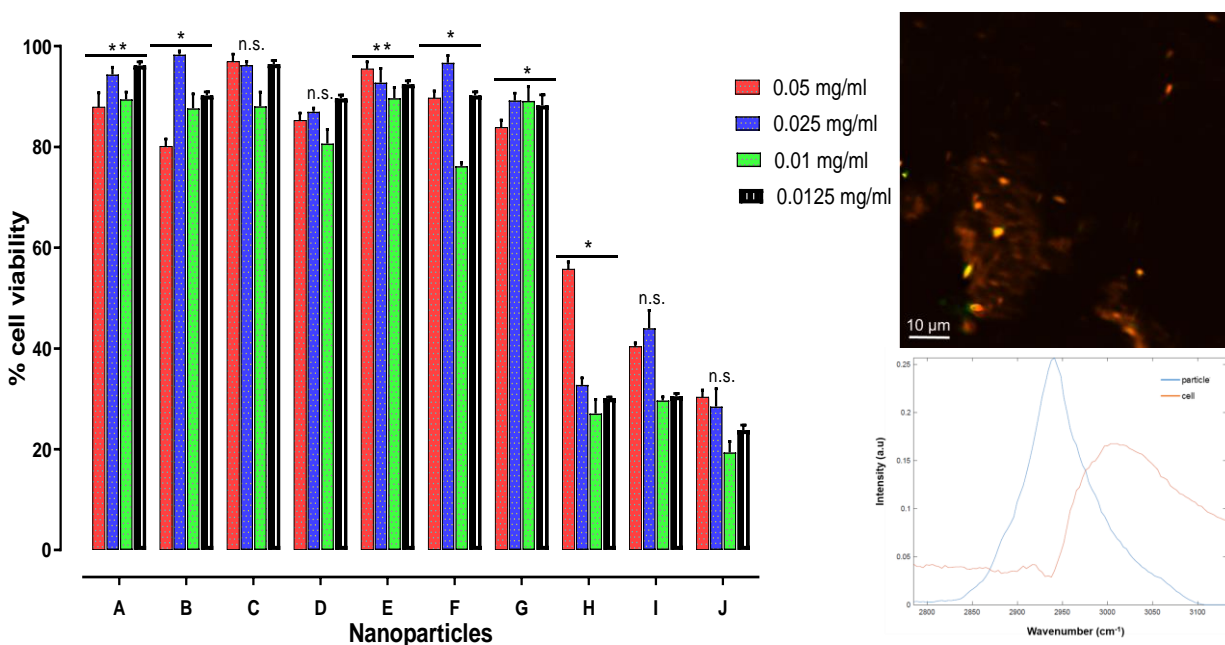 % cell viability
100
80
60
40
20
0
**
*
n.s.
n.s.
**
*
*
*
n.s.
n.s.
A B C D E F G H I J
Nanoparticles
0.05 mg/ml
0.025 mg/ml
0.01 mg/ml
0.0125 mg/ml
10 μm
Intensity (a.u)
0.25
0.2
0.15
0.1
0.05
0
particle
cell
2800 2850 2900 2950 3000 3050 3100
Wavenumber (cm-1)